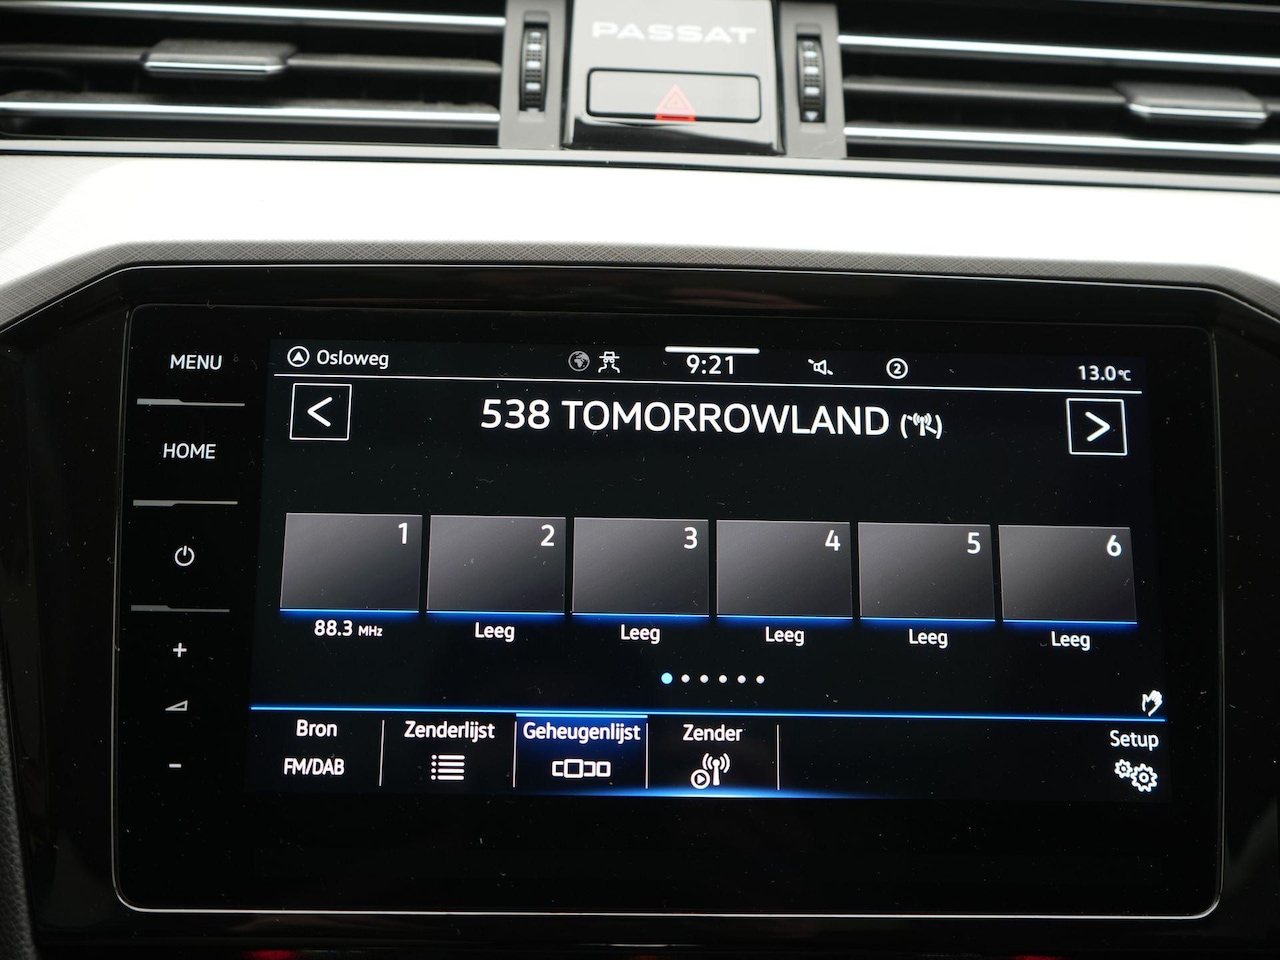 PASSAT
MENU
Osloweg
9:21
2
13.0°C
HOME
< 538 TOMORROWLAND >
1 2 3 4 5 6
88.3 MHz Leeg Leeg Leeg Leeg Leeg
+
-
Bron Zenderlijst Geheugenlijst Zender Setup
FM/DAB